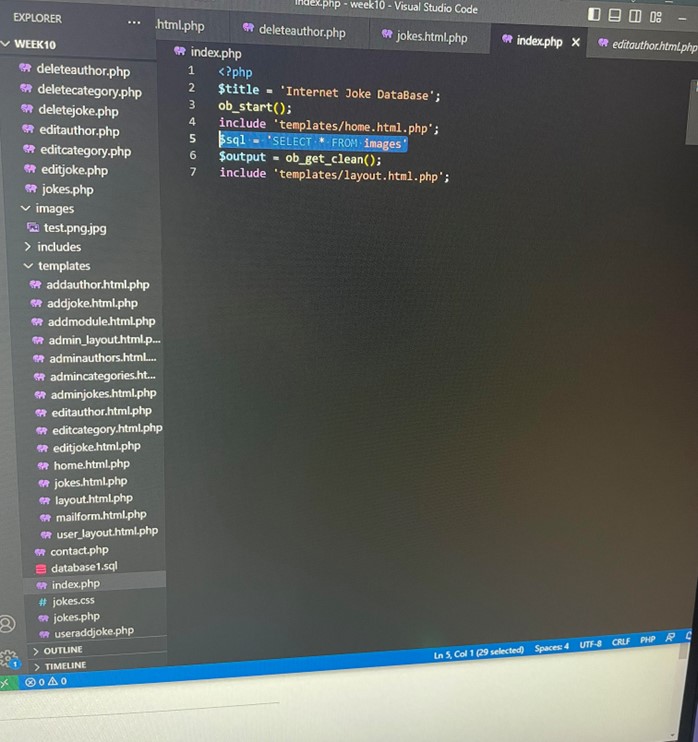 index.php - week10 - Visual Studio Code
EXPLORER
...
.html.php
deleteauthor.php
jokes.html.php
index.php
editauthor.html.php
WEEK10
deleteauthor.php
deletecategory.php
deletejoke.php
editauthor.php
editcategory.php
editjoke.php
jokes.php
images
test.png.jpg
includes
templates
addauthor.html.php
addjoke.html.php
addmodule.html.php
admin_layout.html.p...
adminauthors.html....
admincategories.ht...
adminjokes.html.php
editauthor.html.php
editcategory.html.php
editjoke.html.php
home.html.php
jokes.html.php
layout.html.php
mailform.html.php
user_layout.html.php
contact.php
database1.sql
index.php
# jokes.css
jokes.php
useraddjoke.php
OUTLINE
TIMELINE
index.php
1 <?php
2 $title = 'Internet Joke DataBase';
3 ob_start();
4 include 'templates/home.html.php';
5 $sql = 'SELECT * FROM images'
6 $output = ob_get_clean();
7 include 'templates/layout.html.php';
1
0 0
Ln 5, Col 1 (29 selected) Spaces: 4 UTF-8 CRLF PHP